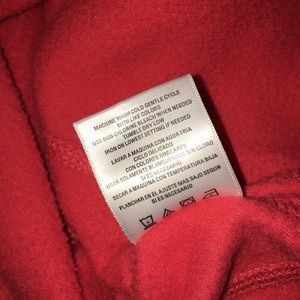 MACHINE WASH COLD GENTLE CYCLE
WITH LIKE COLORS
USE NON CHLORINE BLEACH WHEN NEEDED
TUMBLE DRY LOW
IRON ON LOWEST SETTING IF NEEDED
LAVAR A MAQUINA CON AGUA FRIA
CICLO DELICADO
CON COLORES SIMILARES
USAR SOLAMENTE BLANQUEADOR SIN CLORO
SI ES NECESARIO
SECAR A MAQUINA CON TEMPERATURA BAJA
PLANCHAR EN EL AJUSTE MAS BAJO SEGUN
SI ES NECESARIO